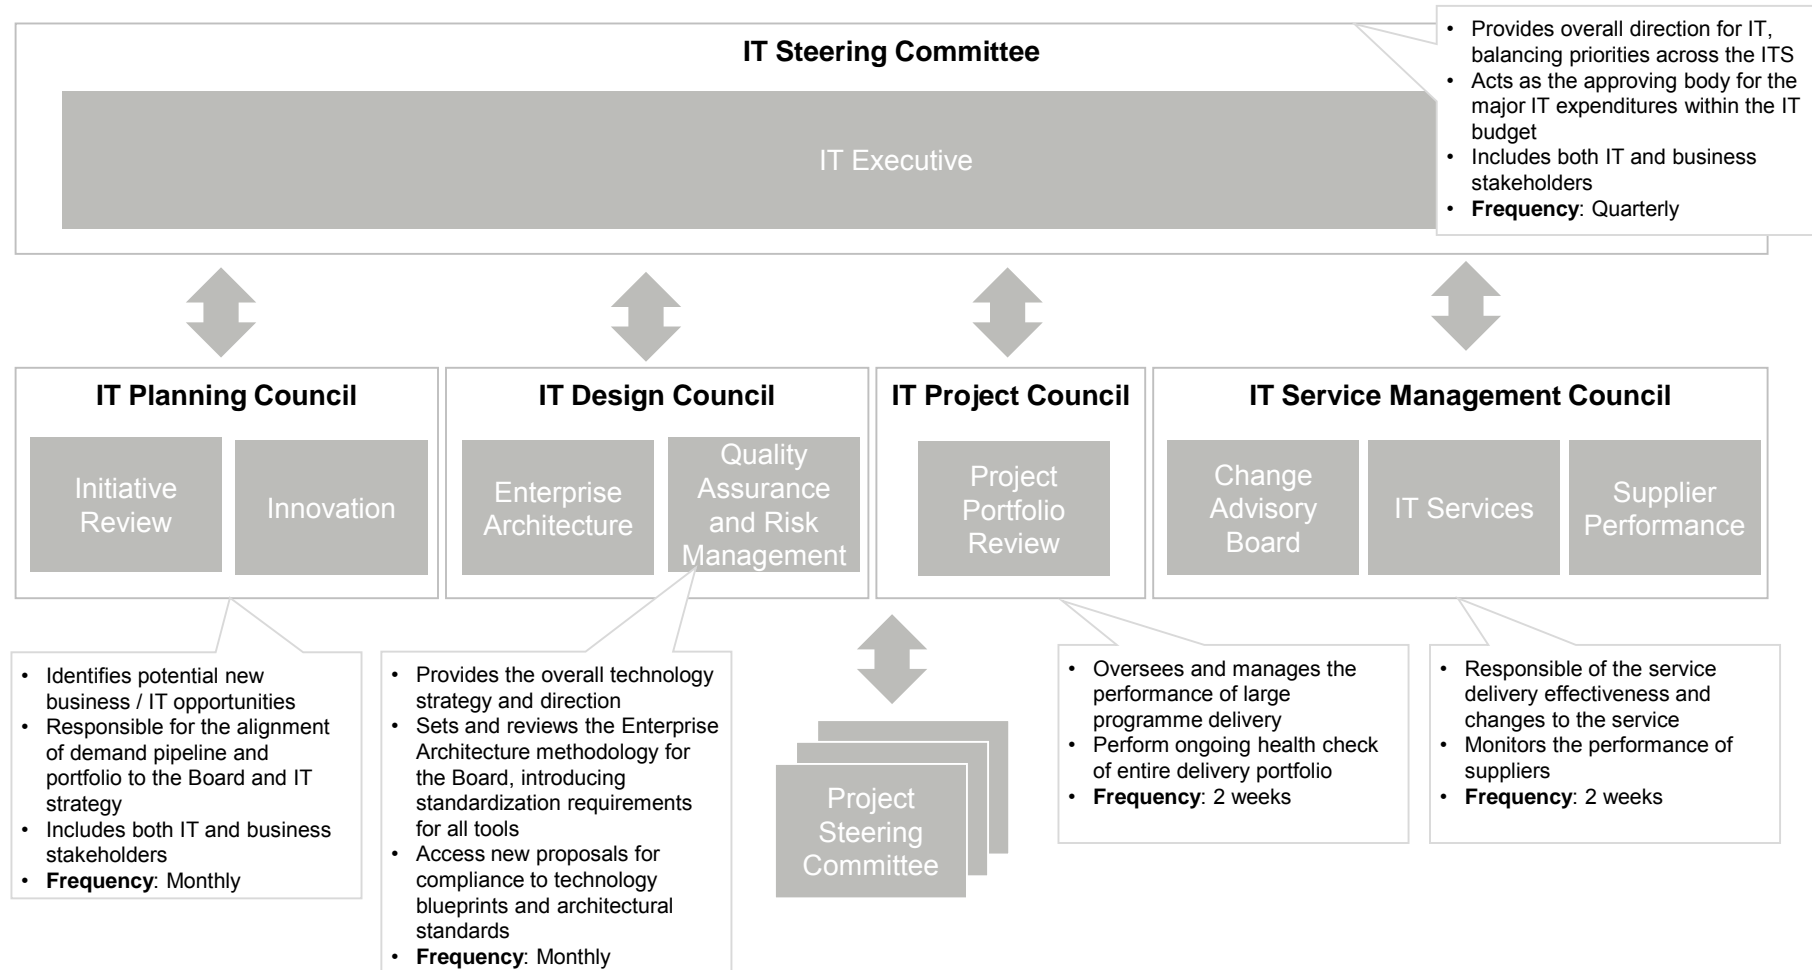 IT Steering Committee
IT Executive
• Provides overall direction for IT,
balancing priorities across the ITS
• Acts as the approving body for the
major IT expenditures within the IT
budget
• Includes both IT and business
stakeholders
• Frequency: Quarterly
IT Planning Council
Initiative
Review
Innovation
IT Design Council
Enterprise
Architecture
Quality
Assurance
and Risk
Management
IT Project Council
Project
Portfolio
Review
IT Service Management Council
Change
Advisory
Board
IT Services
Supplier
Performance
• Identifies potential new
business / IT opportunities
• Responsible for the alignment
of demand pipeline and
portfolio to the Board and IT
strategy
• Includes both IT and business
stakeholders
• Frequency: Monthly
• Provides the overall technology
strategy and direction
• Sets and reviews the Enterprise
Architecture methodology for
the Board, introducing
standardization requirements
for all tools
• Access new proposals for
compliance to technology
blueprints and architectural
standards
• Frequency: Monthly
Project
Steering
Committee
• Oversees and manages the
performance of large
programme delivery
• Perform ongoing health check
of entire delivery portfolio
• Frequency: 2 weeks
• Responsible of the service
delivery effectiveness and
changes to the service
• Monitors the performance of
suppliers
• Frequency: 2 weeks